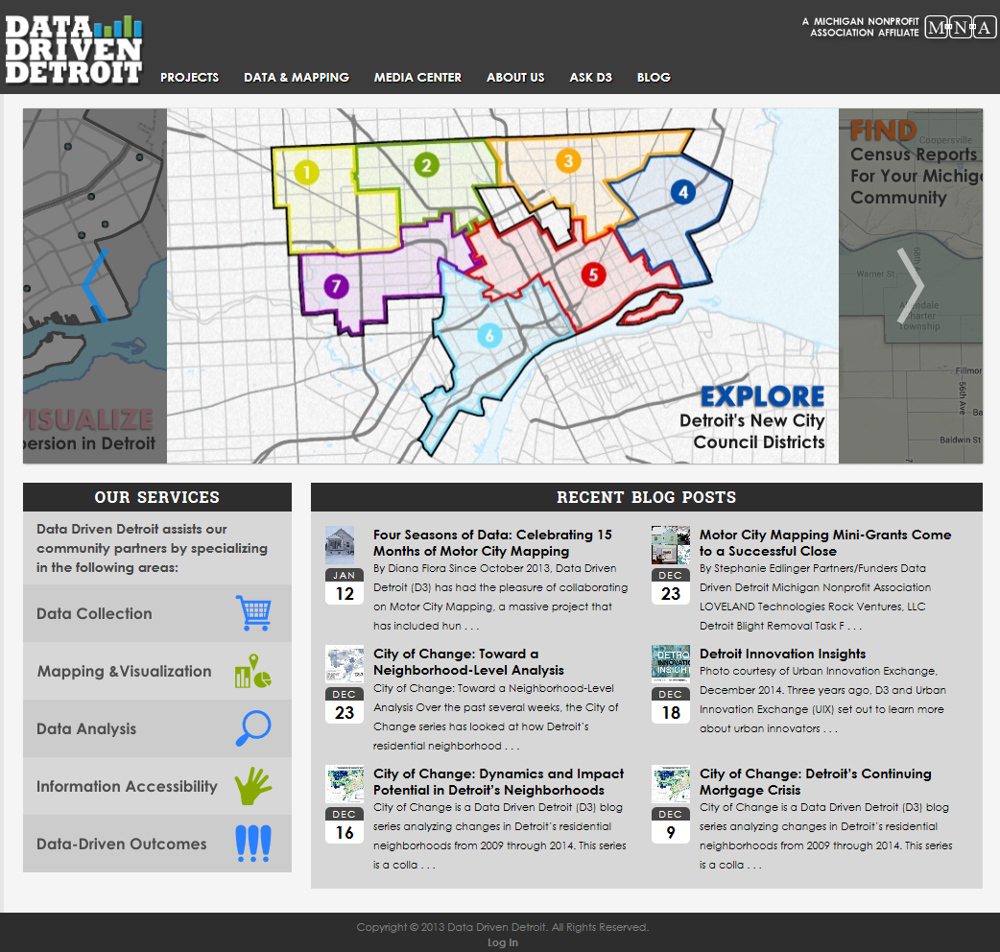 DATA
DRIVEN
DETROIT
A MICHIGAN NONPROFIT
ASSOCIATION AFFILIATE
MNA
PROJECTS DATA & MAPPING MEDIA CENTER ABOUT US ASK D3 BLOG
1
2
3
4
5
6
7
EXPLORE
Detroit's New City
Council Districts
ISUALIZE
persion in Detroit
FIND
Census Reports
For Your Michig
Community
Coopersville
68th Ave
Warner St
Allendale
Charter
Township
Fillmor
56th Ave
Ba
Baldwin St
OUR SERVICES
Data Driven Detroit assists our
community partners by specializing
in the following areas:
Data Collection
Mapping &Visualization
Data Analysis
Information Accessibility
Data-Driven Outcomes
RECENT BLOG POSTS
JAN
12
Four Seasons of Data: Celebrating 15
Months of Motor City Mapping
By Diana Flora Since October 2013, Data Driven
Detroit (D3) has had the pleasure of collaborating
on Motor City Mapping, a massive project that
has included hun . . .
DEC
23
Motor City Mapping Mini-Grants Come
to a Successful Close
By Stephanie Edlinger Partners/Funders Data
Driven Detroit Michigan Nonprofit Association
LOVELAND Technologies Rock Ventures, LLC
Detroit Blight Removal Task F . . .
DEC
23
City of Change: Toward a
Neighborhood-Level Analysis
City of Change: Toward a Neighborhood-Level
Analysis Over the past several weeks, the City of
Change series has looked at how Detroit’s
residential neighborhood . . .
DETRO
INNOVATIO
INSIGH
DEC
18
Detroit Innovation Insights
Photo courtesy of Urban Innovation Exchange,
December 2014. Three years ago, D3 and Urban
Innovation Exchange (UIX) set out to learn more
about urban innovators . . .
DEC
16
City of Change: Dynamics and Impact
Potential in Detroit’s Neighborhoods
City of Change is a Data Driven Detroit (D3) blog
series analyzing changes in Detroit’s residential
neighborhoods from 2009 through 2014. This series
is a colla . . .
DEC
9
City of Change: Detroit’s Continuing
Mortgage Crisis
City of Change is a Data Driven Detroit (D3) blog
series analyzing changes in Detroit’s residential
neighborhoods from 2009 through 2014. This series
is a colla . . .
Copyright © 2013 Data Driven Detroit. All Rights Reserved.
Log In